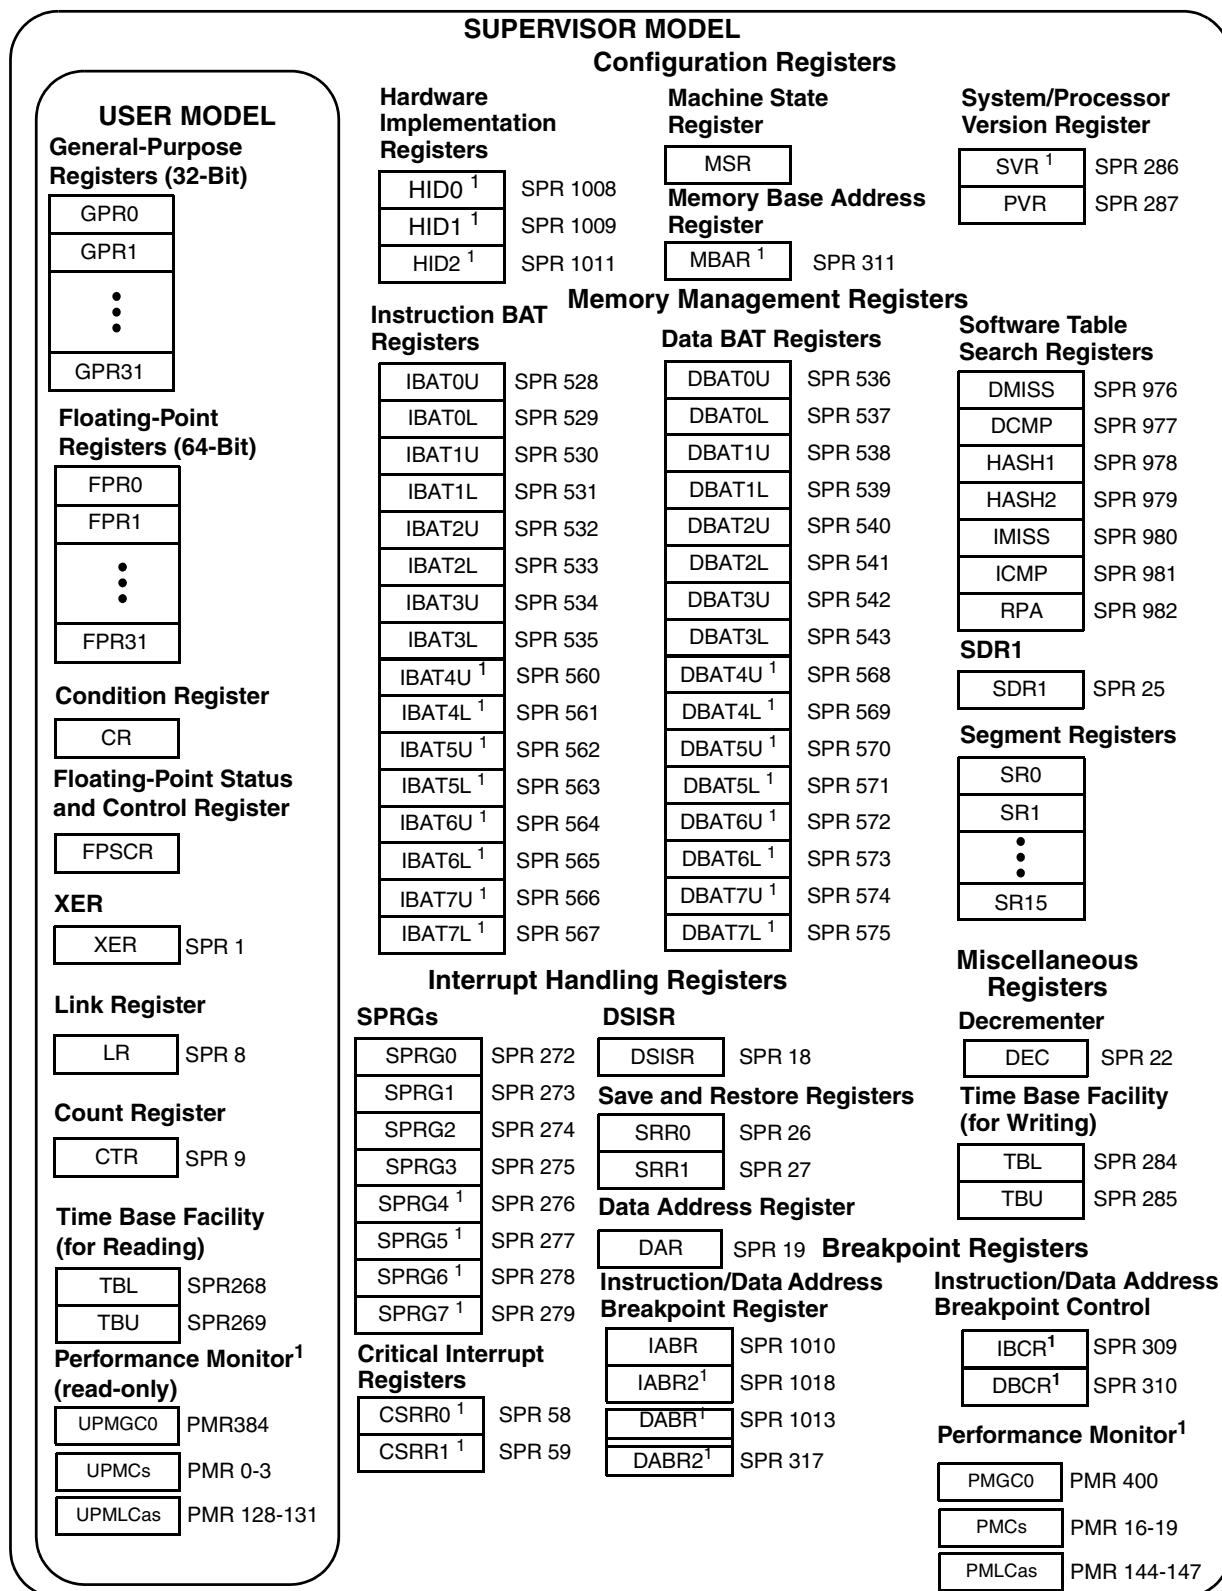 SUPERVISOR MODEL
USER MODEL
General-Purpose
Registers (32-Bit)
GPR0
GPR1
GPR31
Floating-Point
Registers (64-Bit)
FPR0
FPR1
FPR31
Condition Register
CR
Floating-Point Status
and Control Register
FPSCR
XER
XER SPR 1
Link Register
LR SPR 8
Count Register
CTR SPR 9
Time Base Facility
(for Reading)
TBL SPR268
TBU SPR269
Performance Monitor1
(read-only)
UPMGC0 PMR384
UPMCs PMR 0-3
UPMLCas PMR 128-131
Configuration Registers
Hardware
Implementation
Registers
HID0 1 SPR 1008
HID1 1 SPR 1009
HID2 1 SPR 1011
Machine State
Register
MSR
Memory Base Address
Register
MBAR 1 SPR 311
System/Processor
Version Register
SVR 1 SPR 286
PVR SPR 287
Memory Management Registers
Instruction BAT
Registers
IBAT0U SPR 528
IBAT0L SPR 529
IBAT1U SPR 530
IBAT1L SPR 531
IBAT2U SPR 532
IBAT2L SPR 533
IBAT3U SPR 534
IBAT3L SPR 535
IBAT4U 1 SPR 560
IBAT4L 1 SPR 561
IBAT5U 1 SPR 562
IBAT5L 1 SPR 563
IBAT6U 1 SPR 564
IBAT6L 1 SPR 565
IBAT7U 1 SPR 566
IBAT7L 1 SPR 567
Data BAT Registers
DBAT0U SPR 536
DBAT0L SPR 537
DBAT1U SPR 538
DBAT1L SPR 539
DBAT2U SPR 540
DBAT2L SPR 541
DBAT3U SPR 542
DBAT3L SPR 543
DBAT4U 1 SPR 568
DBAT4L 1 SPR 569
DBAT5U 1 SPR 570
DBAT5L 1 SPR 571
DBAT6U 1 SPR 572
DBAT6L 1 SPR 573
DBAT7U 1 SPR 574
DBAT7L 1 SPR 575
Software Table
Search Registers
DMISS SPR 976
DCMP SPR 977
HASH1 SPR 978
HASH2 SPR 979
IMISS SPR 980
ICMP SPR 981
RPA SPR 982
SDR1
SDR1 SPR 25
Segment Registers
SR0
SR1
SR15
Interrupt Handling Registers
SPRGs
SPRG0 SPR 272
SPRG1 SPR 273
SPRG2 SPR 274
SPRG3 SPR 275
SPRG4 1 SPR 276
SPRG5 1 SPR 277
SPRG6 1 SPR 278
SPRG7 1 SPR 279
Critical Interrupt
Registers
CSRR0 1 SPR 58
CSRR1 1 SPR 59
DSISR
DSISR SPR 18
Save and Restore Registers
SRR0 SPR 26
SRR1 SPR 27
Data Address Register
DAR SPR 19
Miscellaneous
Registers
Decrementer
DEC SPR 22
Time Base Facility
(for Writing)
TBL SPR 284
TBU SPR 285
Breakpoint Registers
Instruction/Data Address
Breakpoint Register
IABR SPR 1010
IABR2 1 SPR 1018
DABR 1 SPR 1013
DABR2 1 SPR 317
Instruction/Data Address
Breakpoint Control
IBCR1 SPR 309
DBCR1 SPR 310
Performance Monitor1
PMGC0 PMR 400
PMCs PMR 16-19
PMLCas PMR 144-147